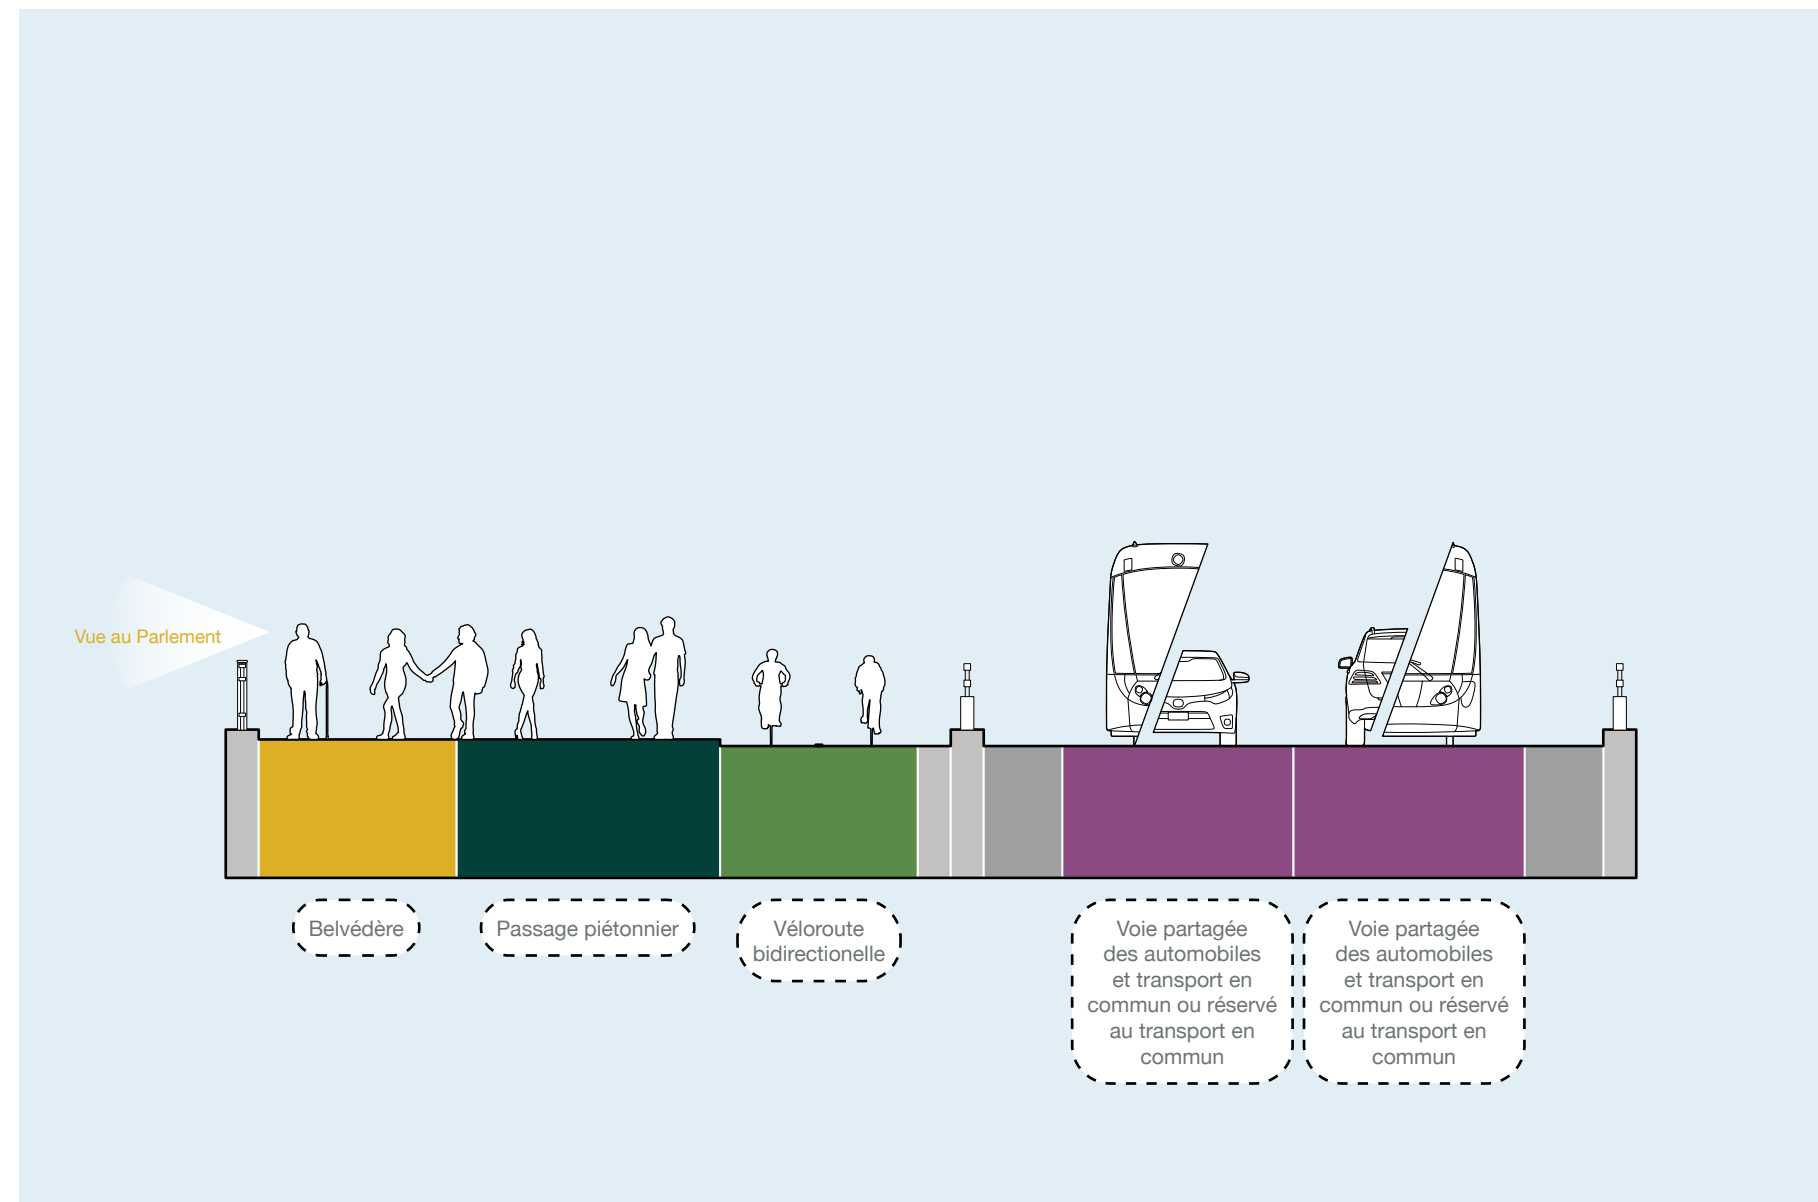 Vue au Parlement
Belvédère
Passage piétonnier
Véloroute
bidirectionelle
Voie partagée
des automobiles
et transport en
commun ou réservé
au transport en
commun
Voie partagée
des automobiles
et transport en
commun ou réservé
au transport en
commun